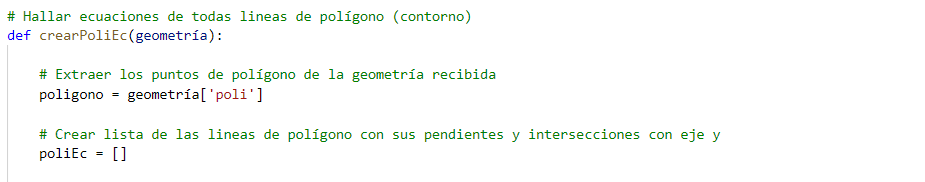 # Hallar ecuaciones de todas lineas de polígono (contorno)
def crearPoliEc(geometría):
# Extraer los puntos de polígono de la geometría recibida
poligono = geometría['poli']
# Crear lista de las lineas de polígono con sus pendientes y intersecciones con eje y
poliEc = []